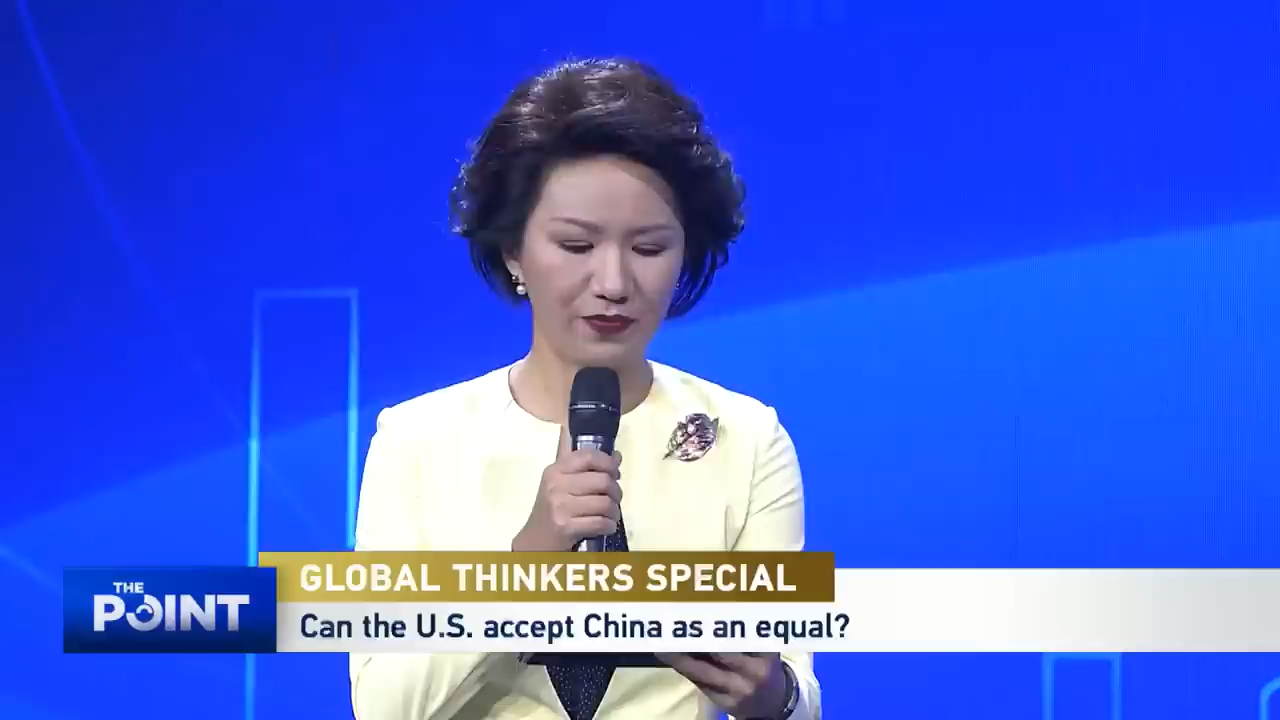 GLOBAL THINKERS SPECIAL
THE
POINT
Can the U.S. accept China as an equal?